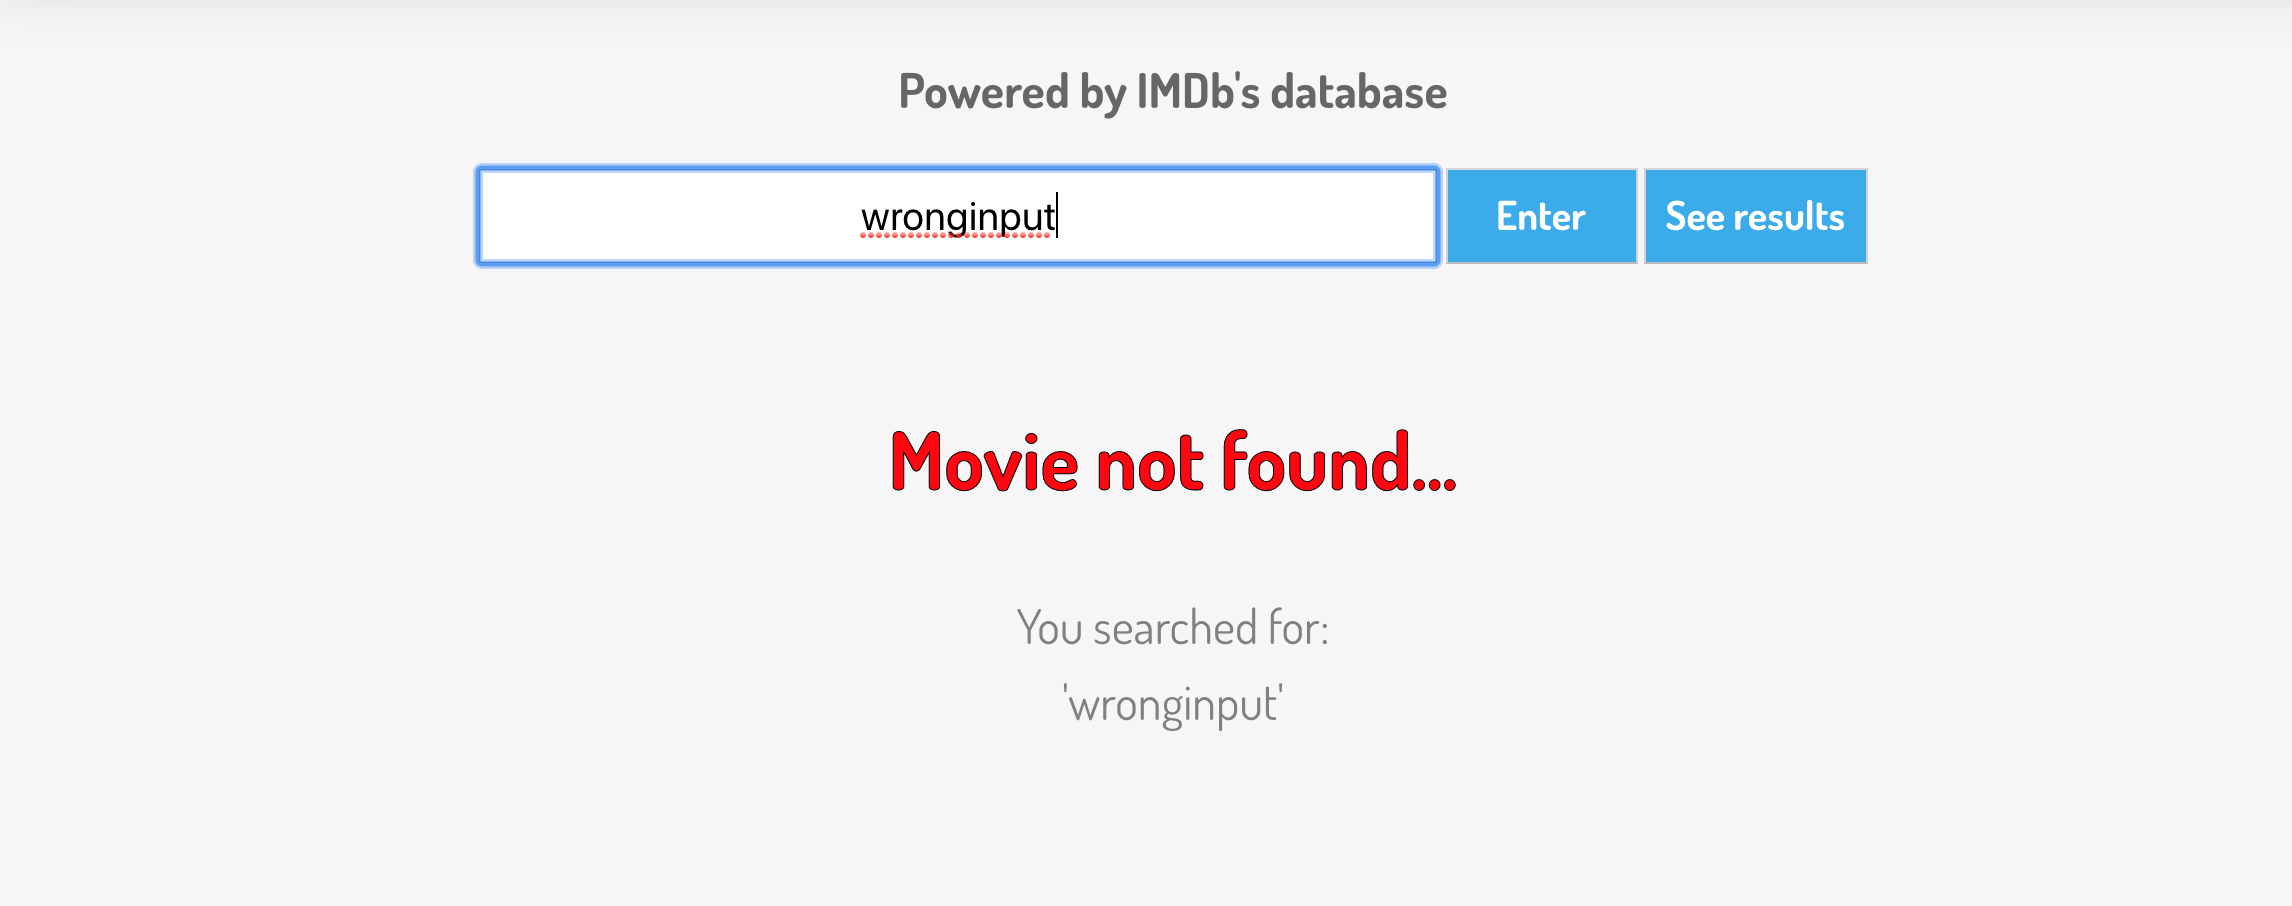 Powered by IMDb's database
wronginput Enter See results
Movie not found...
You searched for:
'wronginput'